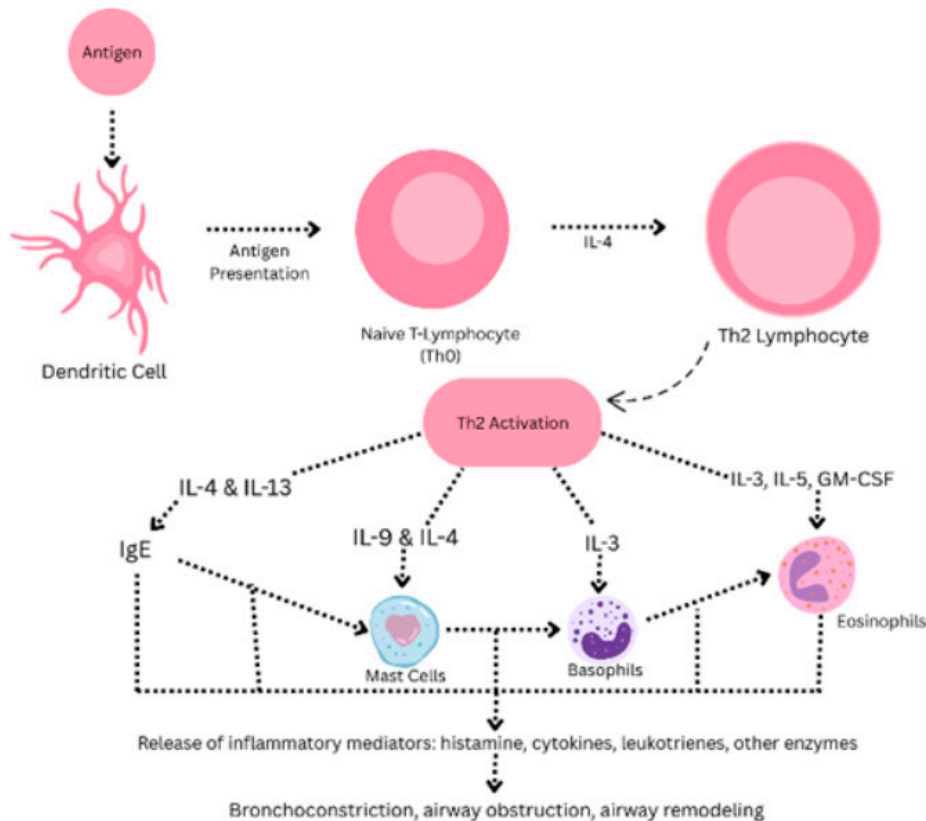 Antigen
Antigen
Presentation
IL-4
Dendritic Cell
Naive T-Lymphocyte
(Th0)
Th2 Lymphocyte
Th2 Activation
IL-4 & IL-13
IL-3, IL-5, GM-CSF
IgE
IL-9 & IL-4
IL-3
Mast Cells
Basophils
Eosinophils
Release of inflammatory mediators: histamine, cytokines, leukotrienes, other enzymes
Bronchoconstriction, airway obstruction, airway remodeling